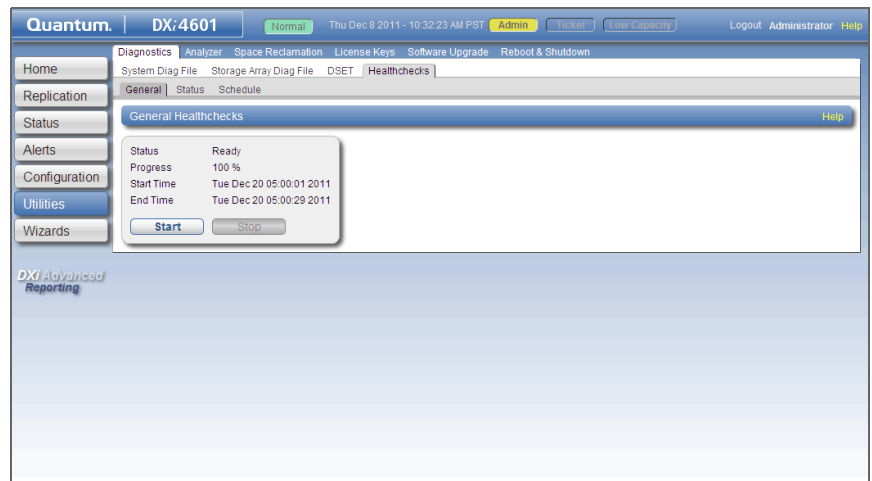 Quantum. DXi4601 Normal Thu Dec 8 2011 - 10:32:23 AM PST Admin Ticket Low Capacity Logout Administrator Help
Diagnostics Analyzer Space Reclamation License Keys Software Upgrade Reboot & Shutdown
System Diag File Storage Array Diag File DSET Healthchecks
General Status Schedule
Home
Replication
Status
Alerts
Configuration
Utilities
Wizards
DXi Advanced
Reporting
General Healthchecks Help
Status Ready
Progress 100 %
Start Time Tue Dec 20 05:00:01 2011
End Time Tue Dec 20 05:00:29 2011
Start Stop